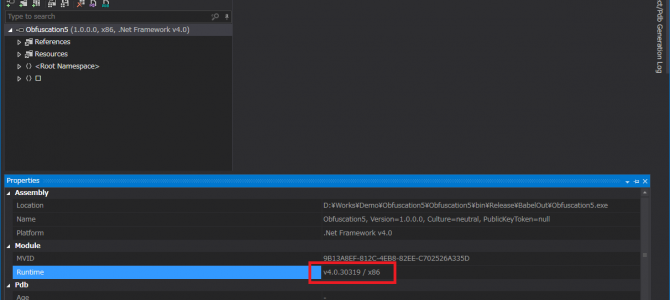 Type to search
Obfuscation5 (1.0.0.0, x86, .Net Framework v4.0)
References
Resources
{} <Root Namespace>
{} □
ct/Pdb Generation Log
Properties
Assembly
Location D:¥Works¥Demo¥Obfuscation5¥Obfuscation5¥bin¥Release¥BabelOut¥Obfuscation5.exe
Name Obfuscation5, Version=1.0.0.0, Culture=neutral, PublicKeyToken=null
Platform .Net Framework v4.0
Module
MVID 9B13A8EF-812C-4EB8-82EE-C702526A335D
Runtime v4.0.30319 / x86
Pdb
Age -